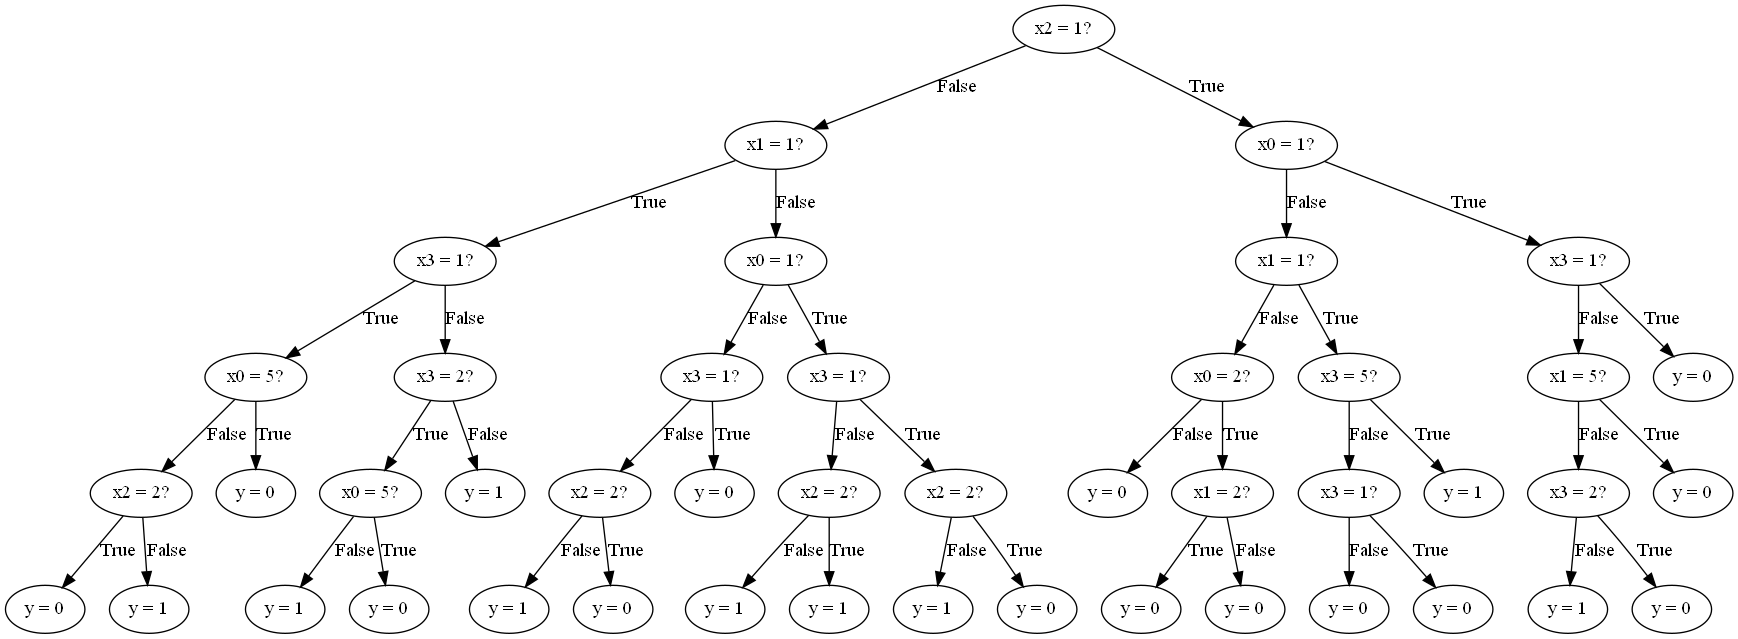 x2 = 1?
False
True
x1 = 1?
x0 = 1?
True
False
False
True
x3 = 1?
x0 = 1?
x1 = 1?
x3 = 1?
True
False
False
True
False
True
False
True
x0 = 5?
x3 = 2?
x3 = 1?
x3 = 1?
x0 = 2?
x3 = 5?
x1 = 5?
y = 0
False
True
True
False
False
True
False
True
False
True
False
True
False
True
x2 = 2?
y = 0
x0 = 5?
y = 1
x2 = 2?
y = 0
x2 = 2?
x2 = 2?
y = 0
x1 = 2?
x3 = 1?
y = 1
x3 = 2?
y = 0
True
False
False
True
False
True
False
True
False
True
True
False
False
True
False
True
y = 0
y = 1
y = 1
y = 0
y = 1
y = 0
y = 1
y = 1
y = 1
y = 0
y = 0
y = 0
y = 0
y = 0
y = 1
y = 0